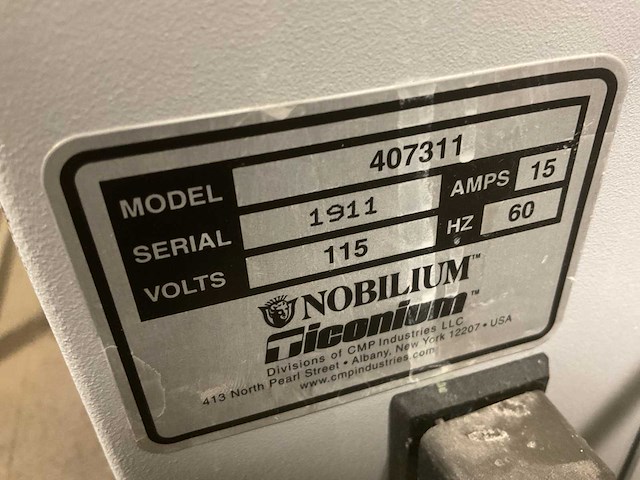 MODEL 407311
SERIAL 1911 AMPS 15
VOLTS 115 HZ 60
NOBILIUM™
Ticonium™
Divisions of CMP Industries LLC
413 North Pearl Street • Albany, New York 12207 • USA
www.cmpindustries.com